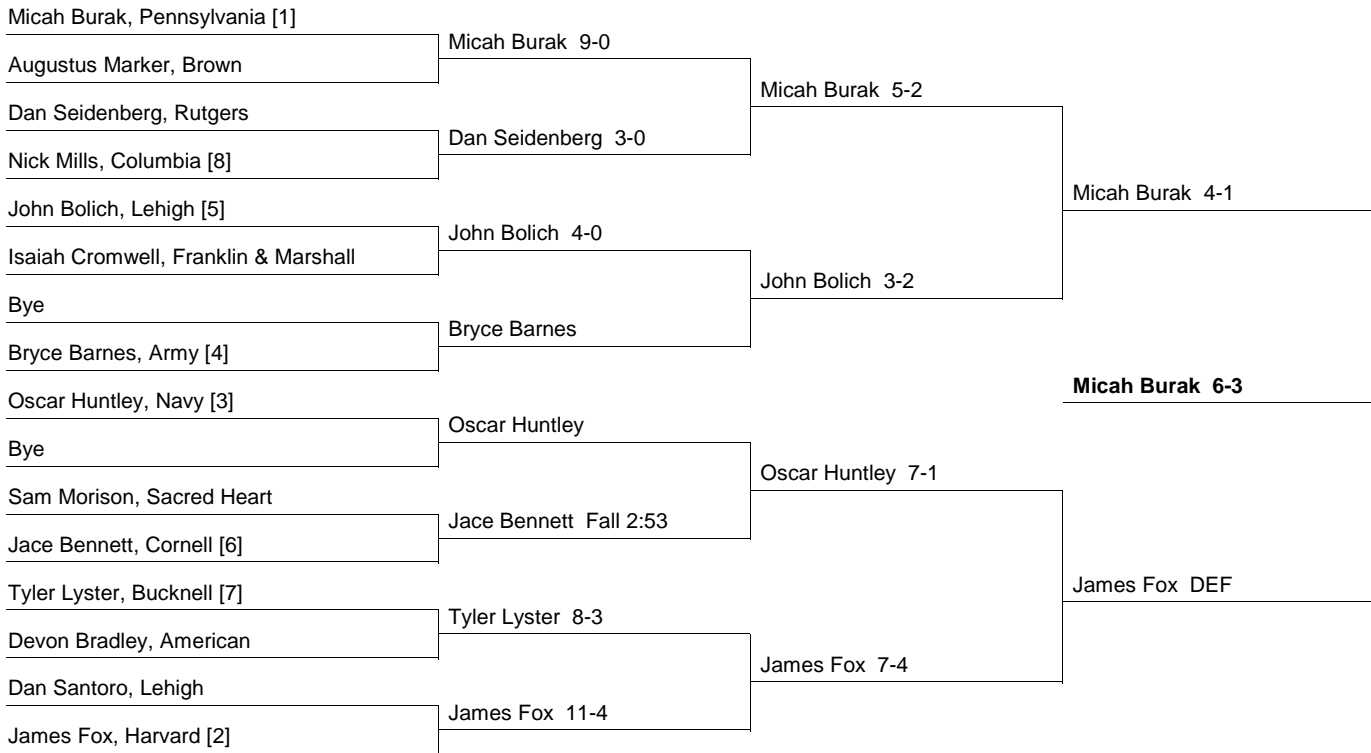 Micah Burak, Pennsylvania [1]
Micah Burak 9-0
Augustus Marker, Brown
Micah Burak 5-2
Dan Seidenberg, Rutgers
Dan Seidenberg 3-0
Nick Mills, Columbia [8]
Micah Burak 4-1
John Bolich, Lehigh [5]
John Bolich 4-0
Isaiah Cromwell, Franklin & Marshall
John Bolich 3-2
Bye
Bryce Barnes
Bryce Barnes, Army [4]
Micah Burak 6-3
Oscar Huntley, Navy [3]
Oscar Huntley
Bye
Oscar Huntley 7-1
Sam Morison, Sacred Heart
Jace Bennett Fall 2:53
Jace Bennett, Cornell [6]
James Fox DEF
Tyler Lyster, Bucknell [7]
Tyler Lyster 8-3
Devon Bradley, American
James Fox 7-4
Dan Santoro, Lehigh
James Fox 11-4
James Fox, Harvard [2]